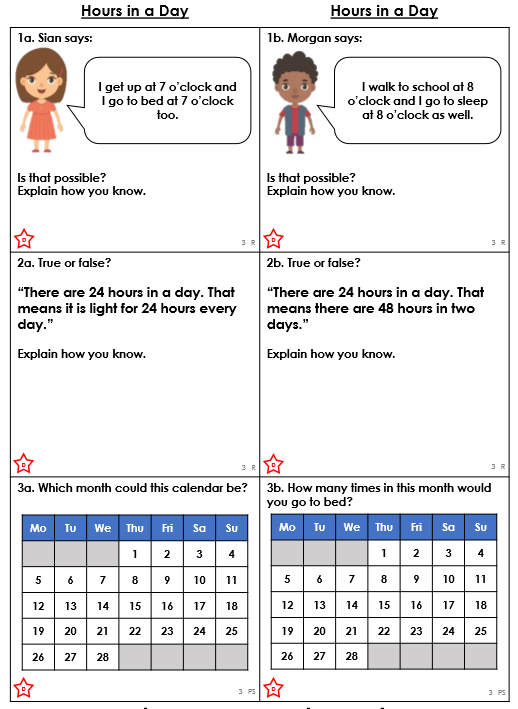 Hours in a Day
Hours in a Day
1a. Sian says:
I get up at 7 o’clock and
I go to bed at 7 o’clock
too.
Is that possible?
Explain how you know.
D
3 R
1b. Morgan says:
I walk to school at 8
o’clock and I go to sleep
at 8 o’clock as well.
Is that possible?
Explain how you know.
D
3 R
2a. True or false?
“There are 24 hours in a day. That
means it is light for 24 hours every
day.”
Explain how you know.
D
3 R
2b. True or false?
“There are 24 hours in a day. That
means there are 48 hours in two
days.”
Explain how you know.
D
3 R
3a. Which month could this calendar be?
Mo Tu We Thu Fri Sa Su
1 2 3 4
5 6 7 8 9 10 11
12 13 14 15 16 17 18
19 20 21 22 23 24 25
26 27 28
D
3 PS
3b. How many times in this month would
you go to bed?
Mo Tu We Thu Fri Sa Su
1 2 3 4
5 6 7 8 9 10 11
12 13 14 15 16 17 18
19 20 21 22 23 24 25
26 27 28
D
3 PS